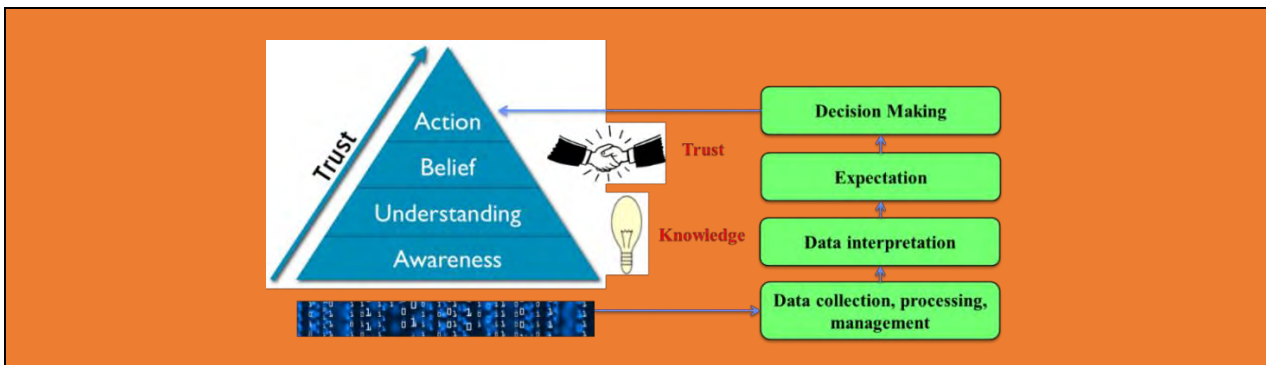 Trust
Action
Belief
Understanding
Awareness
Trust
Knowledge
Decision Making
Expectation
Data interpretation
Data collection, processing,
management